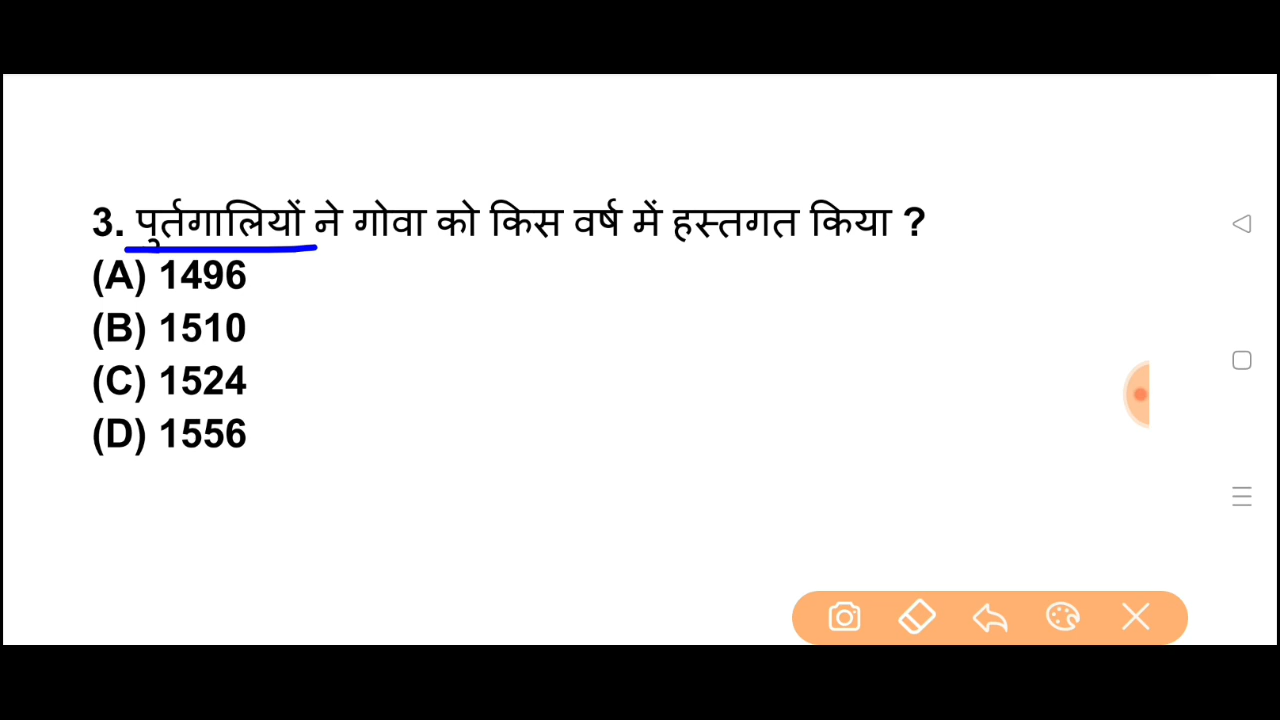 3. पुर्तगालियों ने गोवा को किस वर्ष में हस्तगत किया ?
(A) 1496
(B) 1510
(C) 1524
(D) 1556